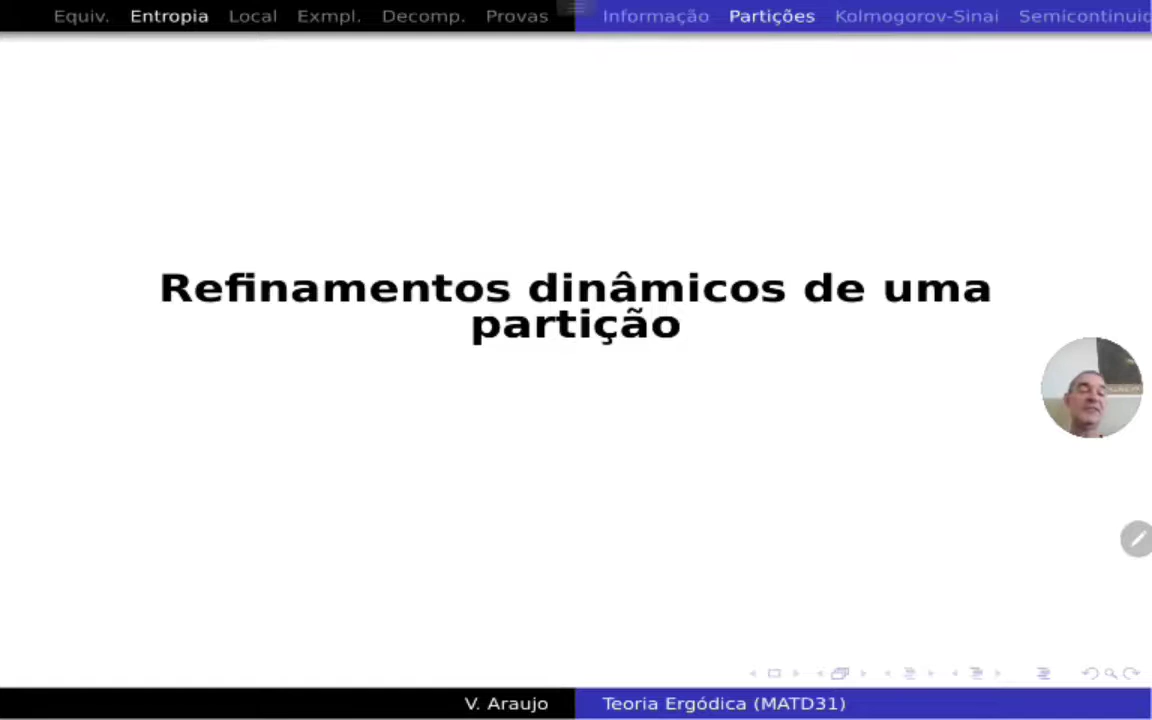 Equiv. Entropia Local Exmpl. Decomp. Provas Informação Partições Kolmogorov-Sinai
Refinamentos dinâmicos de uma
partição
V. Araujo Teoria Ergódica (MATD31)